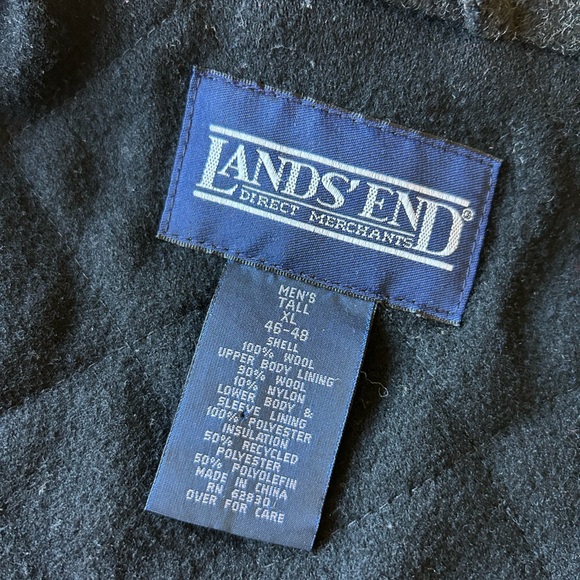 LANDS' END®
DIRECT MERCHANTS
MEN'S
TALL
XL
46-48
SHELL
100% WOOL
UPPER BODY LINING
90% WOOL
10% NYLON
LOWER BODY &
SLEEVE LINING
100% POLYESTER
INSULATION
50% RECYCLED
POLYESTER
50% POLYOLEFIN
MADE IN CHINA
RN 62830
OVER FOR CARE